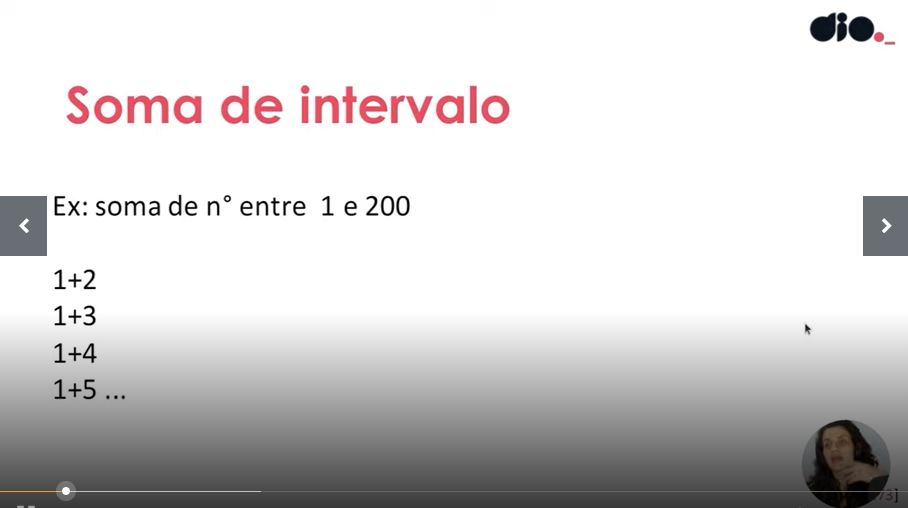 dio.
Soma de intervalo
Ex: soma de n° entre 1 e 200
1+2
1+3
1+4
1+5 ...